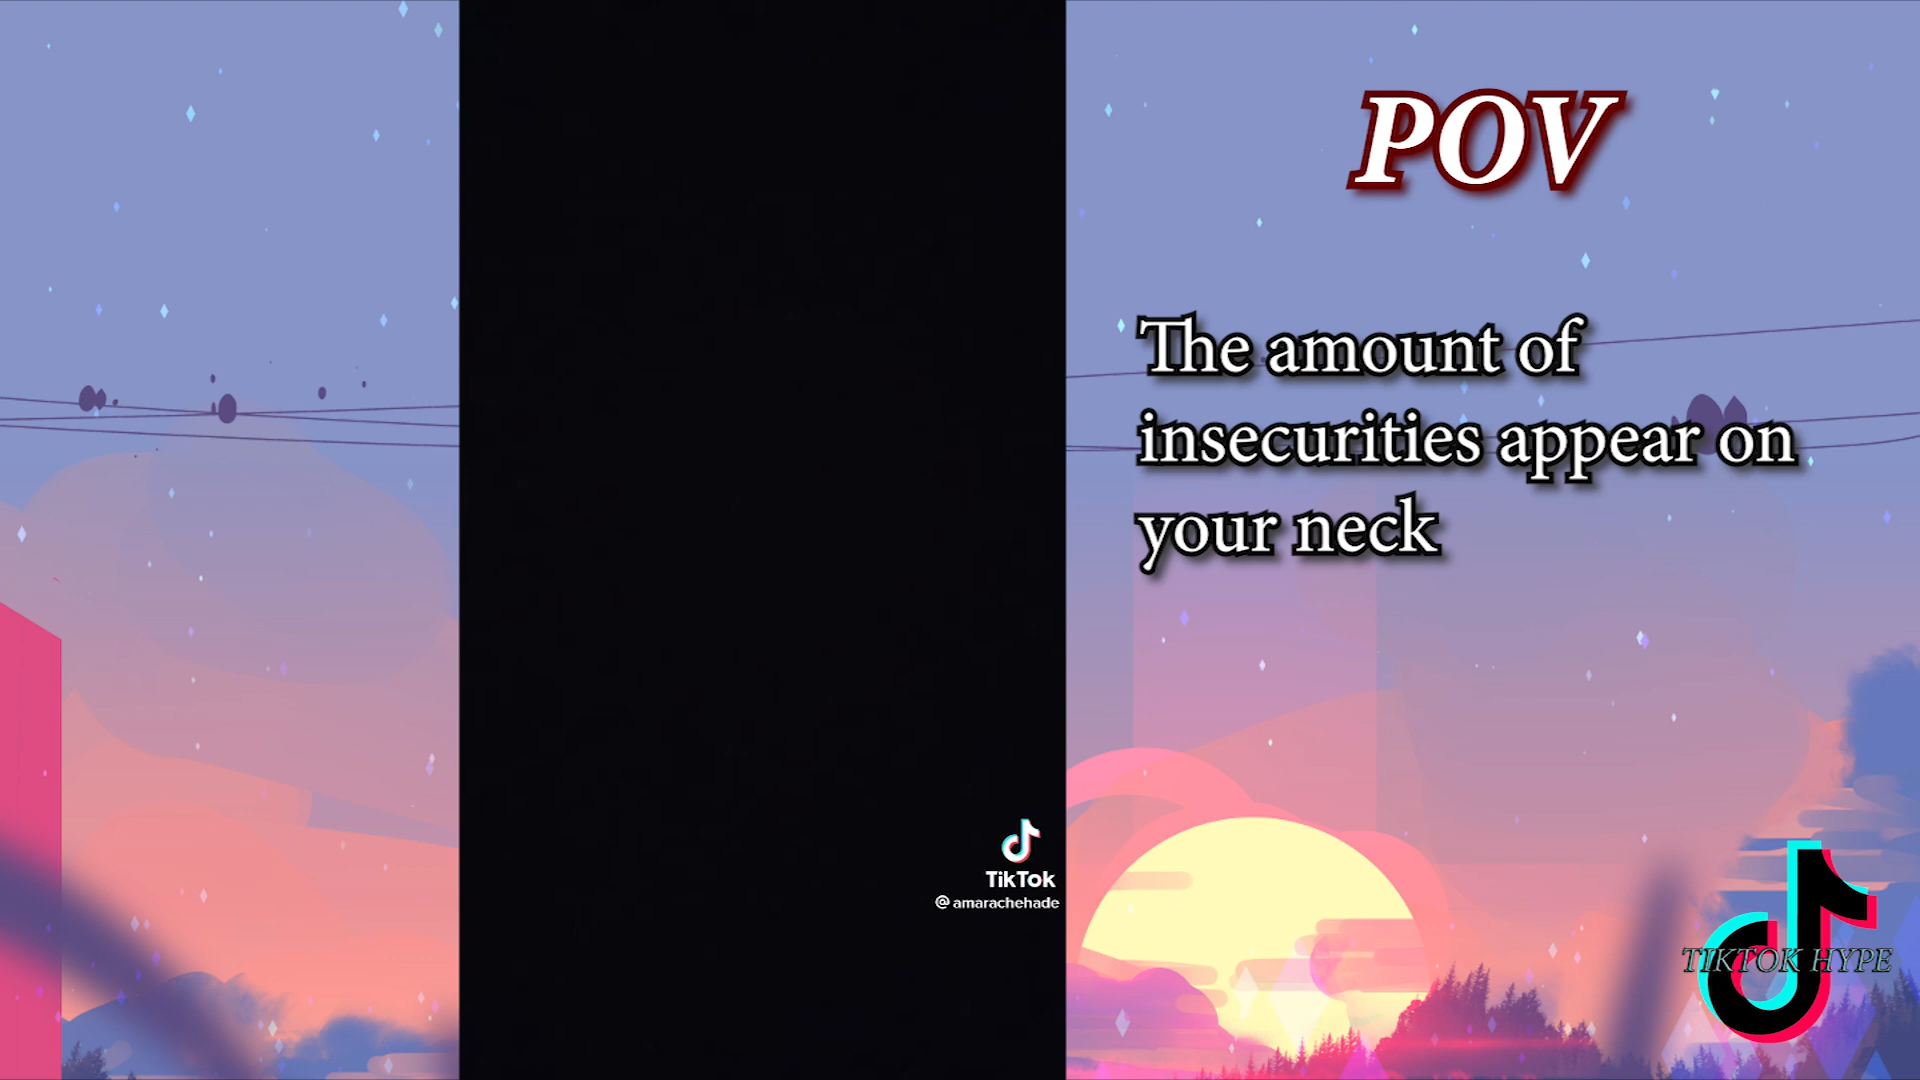 POV
The amount of
insecurities appear on
your neck
TikTok
@amarachehade
TIKTOK HYPE